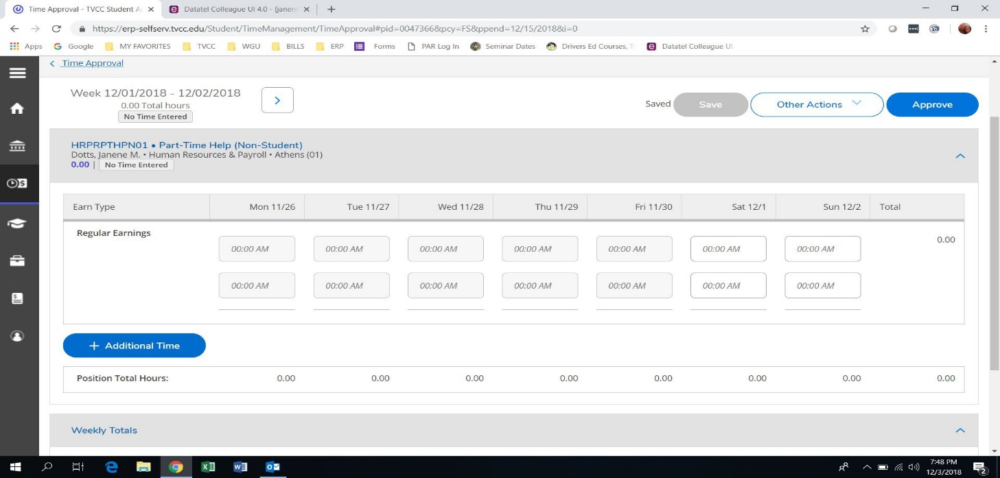 Time Approval - TVCC Student A
Datatel Colleague UI 4.0 - [janen
https://erp-selfserv.tvcc.edu/Student/TimeManagement/TimeApproval#pid=0047366&pcy=FS&ppend=12/15/2018&i=0
Apps Google MY FAVORITES TVCC WGU BILLS ERP Forms PAR Log In Seminar Dates Drivers Ed Courses, T Datatel Colleague UI
< Time Approval
Week 12/01/2018 - 12/02/2018
0.00 Total hours
No Time Entered
>
Saved Save Other Actions Approve
HRPRPTHPN01 • Part-Time Help (Non-Student)
Dotts, Janene M. • Human Resources & Payroll • Athens (01)
0.00 | No Time Entered
Earn Type Mon 11/26 Tue 11/27 Wed 11/28 Thu 11/29 Fri 11/30 Sat 12/1 Sun 12/2 Total
Regular Earnings
00:00 AM 00:00 AM 00:00 AM 00:00 AM 00:00 AM 00:00 AM 00:00 AM 0.00
00:00 AM 00:00 AM 00:00 AM 00:00 AM 00:00 AM 00:00 AM 00:00 AM
+ Additional Time
Position Total Hours: 0.00 0.00 0.00 0.00 0.00 0.00 0.00 0.00
Weekly Totals
7:48 PM
12/3/2018
2